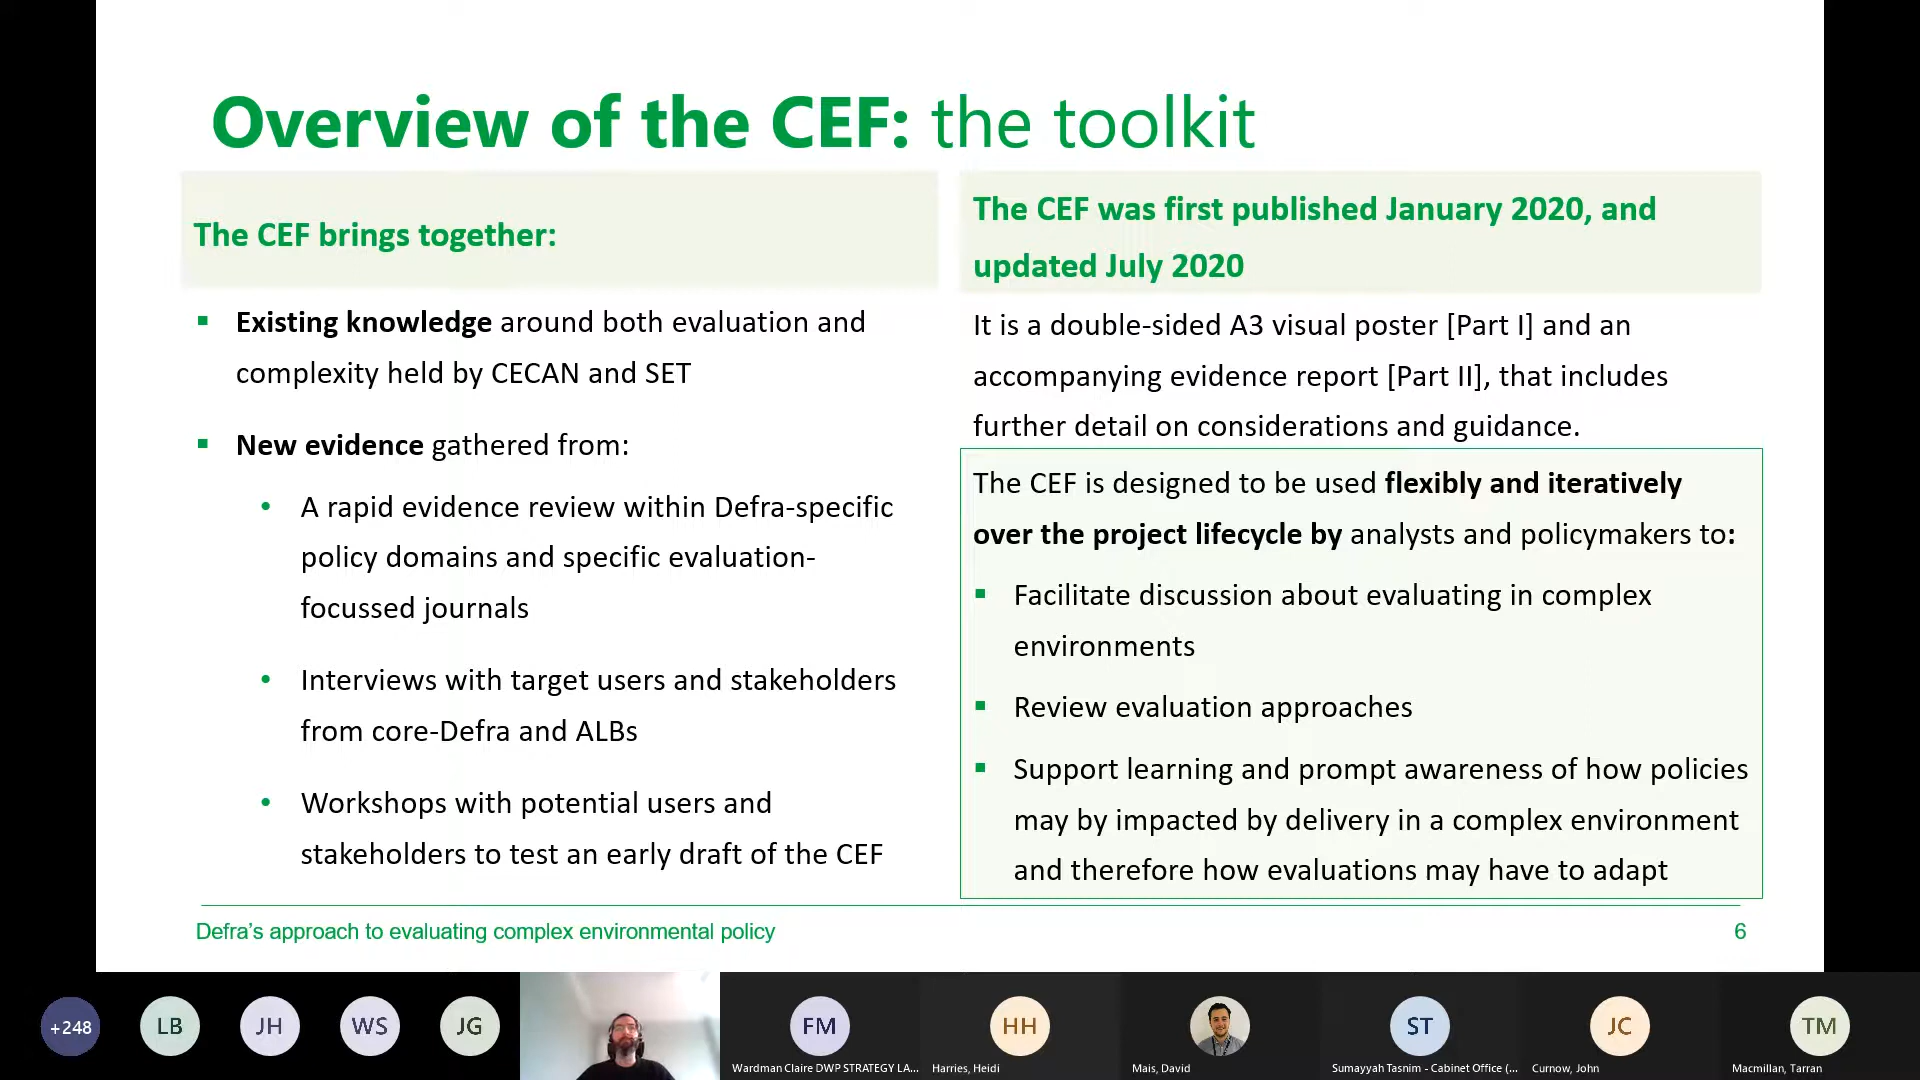 Overview of the CEF: the toolkit
The CEF brings together:
Existing knowledge around both evaluation and
complexity held by CECAN and SET
New evidence gathered from:
A rapid evidence review within Defra-specific
policy domains and specific evaluation-
focussed journals
Interviews with target users and stakeholders
from core-Defra and ALBs
Workshops with potential users and
stakeholders to test an early draft of the CEF
The CEF was first published January 2020, and
updated July 2020
It is a double-sided A3 visual poster [Part I] and an
accompanying evidence report [Part II], that includes
further detail on considerations and guidance.
The CEF is designed to be used flexibly and iteratively
over the project lifecycle by analysts and policymakers to:
Facilitate discussion about evaluating in complex
environments
Review evaluation approaches
Support learning and prompt awareness of how policies
may by impacted by delivery in a complex environment
and therefore how evaluations may have to adapt
Defra's approach to evaluating complex environmental policy
6
+248
LB
JH
WS
JG
FM
HH
ST
JC
TM
Wardman Claire DWP STRATEGY LA...
Harries, Heidi
Mais, David
Sumayyah Tasnim - Cabinet Office (...
Curnow, John
Macmillan, Tarran